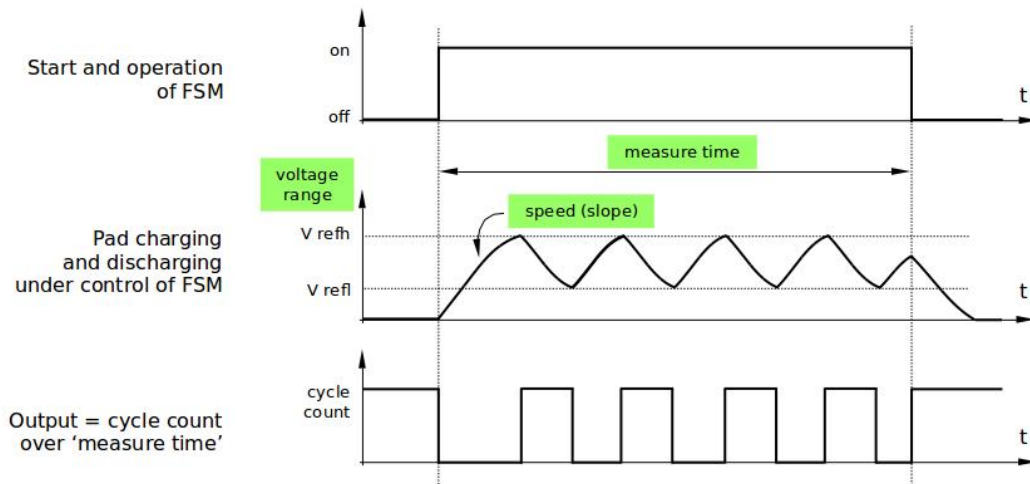 on
Start and operation
of FSM
off
t
measure time
voltage
range
speed (slope)
V refh
Pad charging
and discharging
under control of FSM
V refl
t
cycle
count
Output = cycle count
over ‘measure time’
t